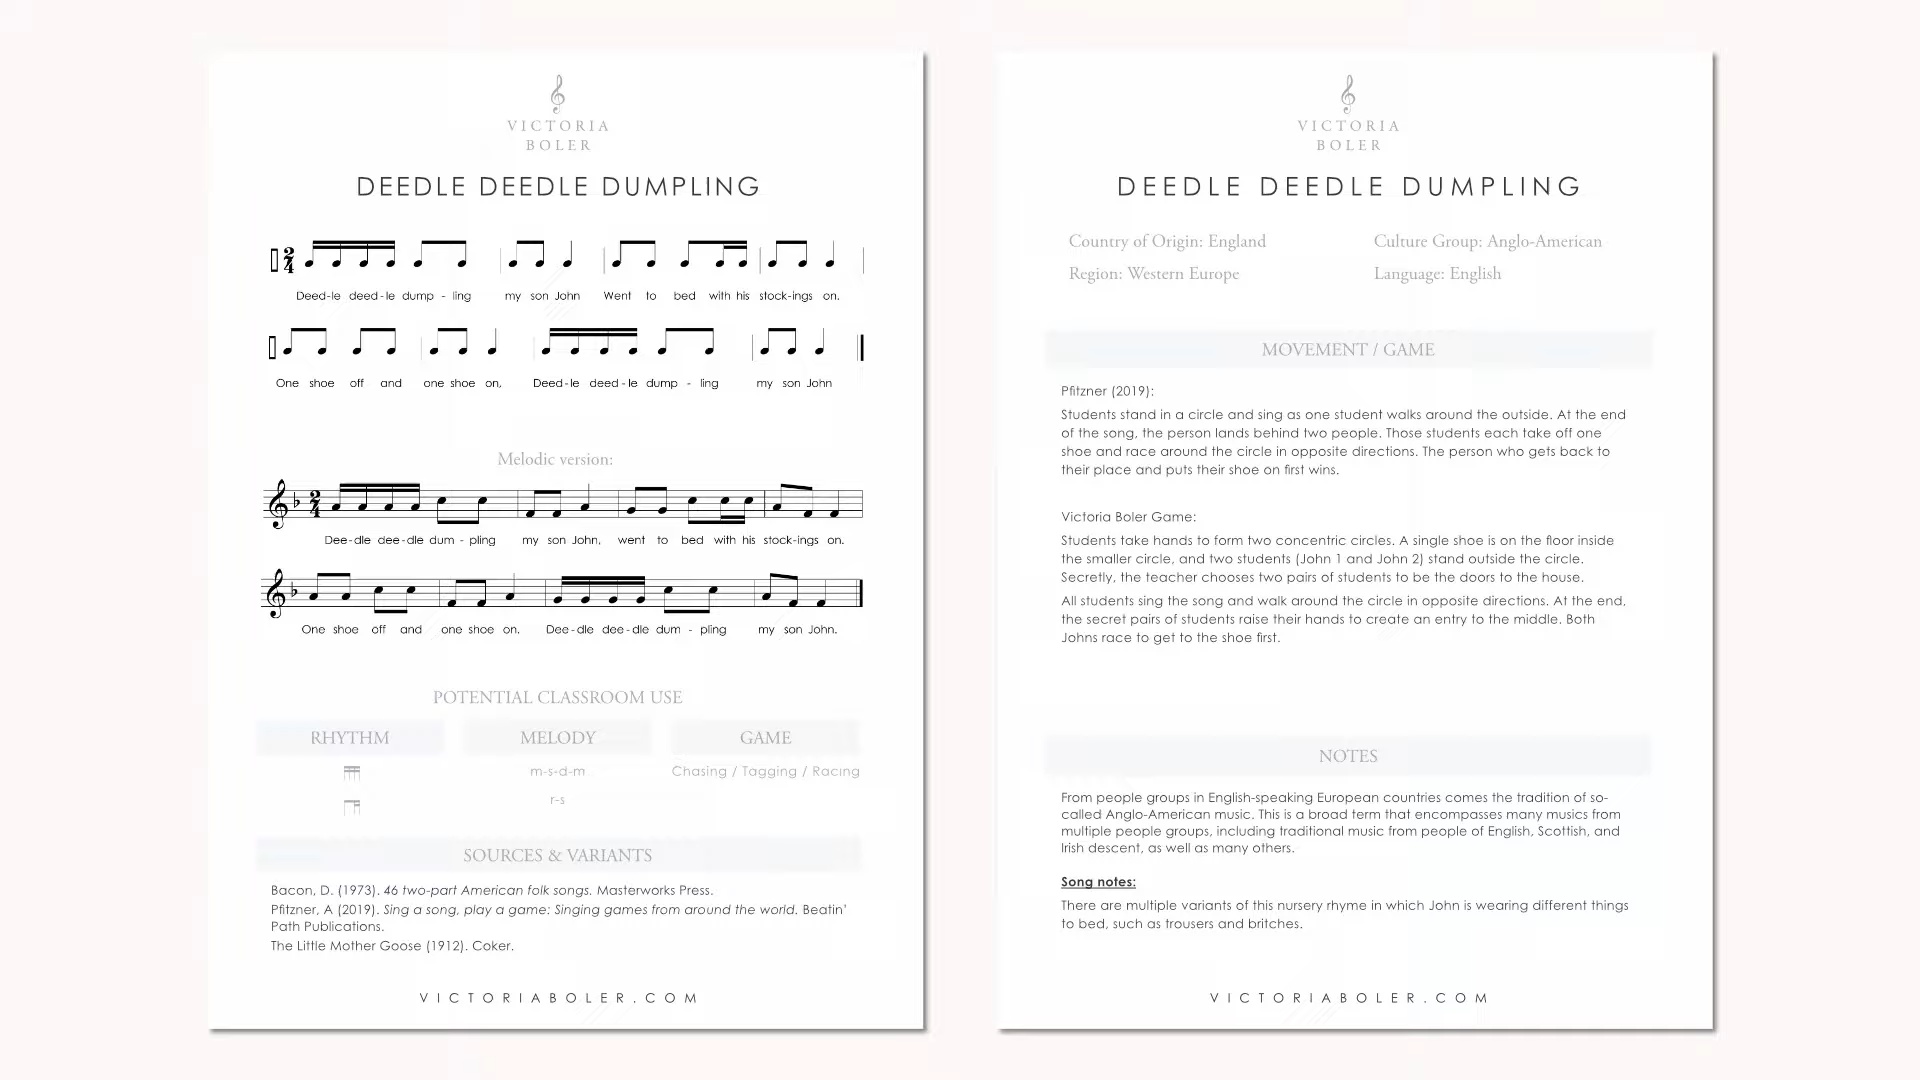 VICTORIA
BOLER
DEEDLE DEEDLE DUMPLING
2
4
Deed-le deed-le dump - ling my son John Went to bed with his stock-ings on.
One shoe off and one shoe on, Deed-le deed-le dump - ling my son John
Melodic version:
2
4
Dee-dle dee-dle dum - pling my son John, went to bed with his stock-ings on.
One shoe off and one shoe on. Dee-dle dee-dle dum - pling my son John.
POTENTIAL CLASSROOM USE
RHYTHM MELODY GAME
m-s-d-m Chasing / Tagging / Racing
r-s
SOURCES & VARIANTS
Bacon, D. (1973). 46 two-part American folk songs. Masterworks Press.
Pfitzner, A (2019). Sing a song, play a game: Singing games from around the world. Beatin'
Path Publications.
The Little Mother Goose (1912). Coker.
VICTORIABOLER.COM
VICTORIA
BOLER
DEEDLE DEEDLE DUMPLING
Country of Origin: England Culture Group: Anglo-American
Region: Western Europe Language: English
MOVEMENT / GAME
Pfitzner (2019):
Students stand in a circle and sing as one student walks around the outside. At the end
of the song, the person lands behind two people. Those students each take off one
shoe and race around the circle in opposite directions. The person who gets back to
their place and puts their shoe on first wins.
Victoria Boler Game:
Students take hands to form two concentric circles. A single shoe is on the floor inside
the smaller circle, and two students (John 1 and John 2) stand outside the circle.
Secretly, the teacher chooses two pairs of students to be the doors to the house.
All students sing the song and walk around the circle in opposite directions. At the end,
the secret pairs of students raise their hands to create an entry to the middle. Both
Johns race to get to the shoe first.
NOTES
From people groups in English-speaking European countries comes the tradition of so-
called Anglo-American music. This is a broad term that encompasses many musics from
multiple people groups, including traditional music from people of English, Scottish, and
Irish descent, as well as many others.
Song notes:
There are multiple variants of this nursery rhyme in which John is wearing different things
to bed, such as trousers and britches.
VICTORIABOLER.COM